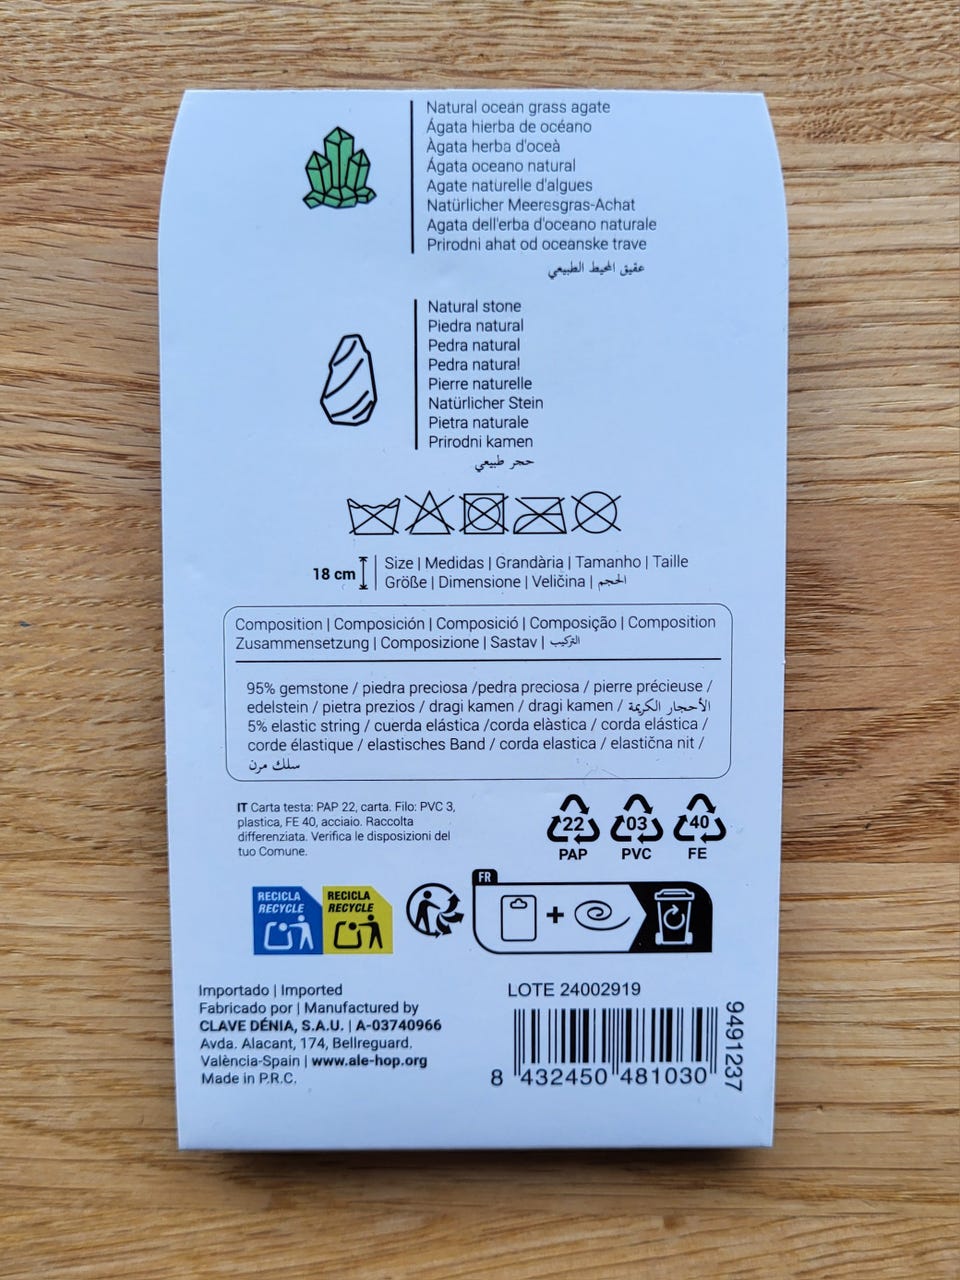 Natural ocean grass agate
Ágata hierba de océano
Àgata herba d'oceà
Ágata oceano natural
Agate naturelle d'algues
Natürlicher Meeresgras-Achat
Agata dell'erba d'oceano naturale
Prirodni ahat od oceanske trave
عقيق المحيط الطبيعي
Natural stone
Piedra natural
Pedra natural
Pedra natural
Pierre naturelle
Natürlicher Stein
Pietra naturale
Prirodni kamen
حجر طبيعي
18 cm
Size | Medidas | Grandària | Tamanho | Taille
Größe | Dimensione | Veličina | الحجم
Composition | Composición | Composició | Composição | Composition
Zusammensetzung | Composizione | Sastav | التركيب
95% gemstone / piedra preciosa /pedra preciosa / pierre précieuse /
edelstein / pietra prezios / dragi kamen / dragi kamen / الأحجار الكريمة
5% elastic string / cuerda elástica /corda elàstica / corda elástica /
corde élastique / elastisches Band / corda elastica / elastična nit /
سلك مرن
IT Carta testa: PAP 22, carta. Filo: PVC 3,
plastica, FE 40, acciaio. Raccolta
differenziata. Verifica le disposizioni del
tuo Comune.
22 03 40
PAP PVC FE
FR
RECICLA RECICLA
RECYCLE RECYCLE
Importado | Imported
Fabricado por | Manufactured by
CLAVE DÉNIA, S.A.U. | A-03740966
Avda. Alacant, 174, Bellreguard.
València-Spain | www.ale-hop.org
Made in P.R.C.
LOTE 24002919
8 432450 481030
9491237